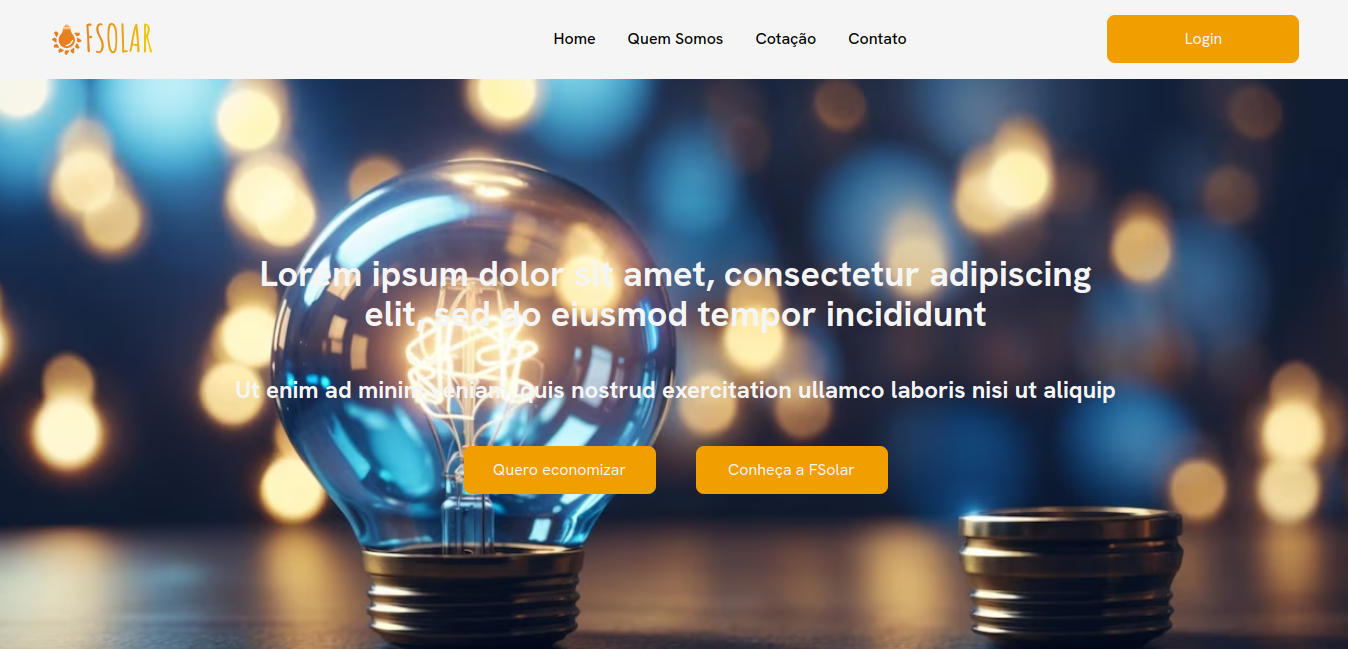 FSOLAR
Home
Quem Somos
Cotação
Contato
Login
Lorem ipsum dolor sit amet, consectetur adipiscing
elit, sed do eiusmod tempor incididunt
Ut enim ad minim veniam, quis nostrud exercitation ullamco laboris nisi ut aliquip
Quero economizar
Conheça a FSolar